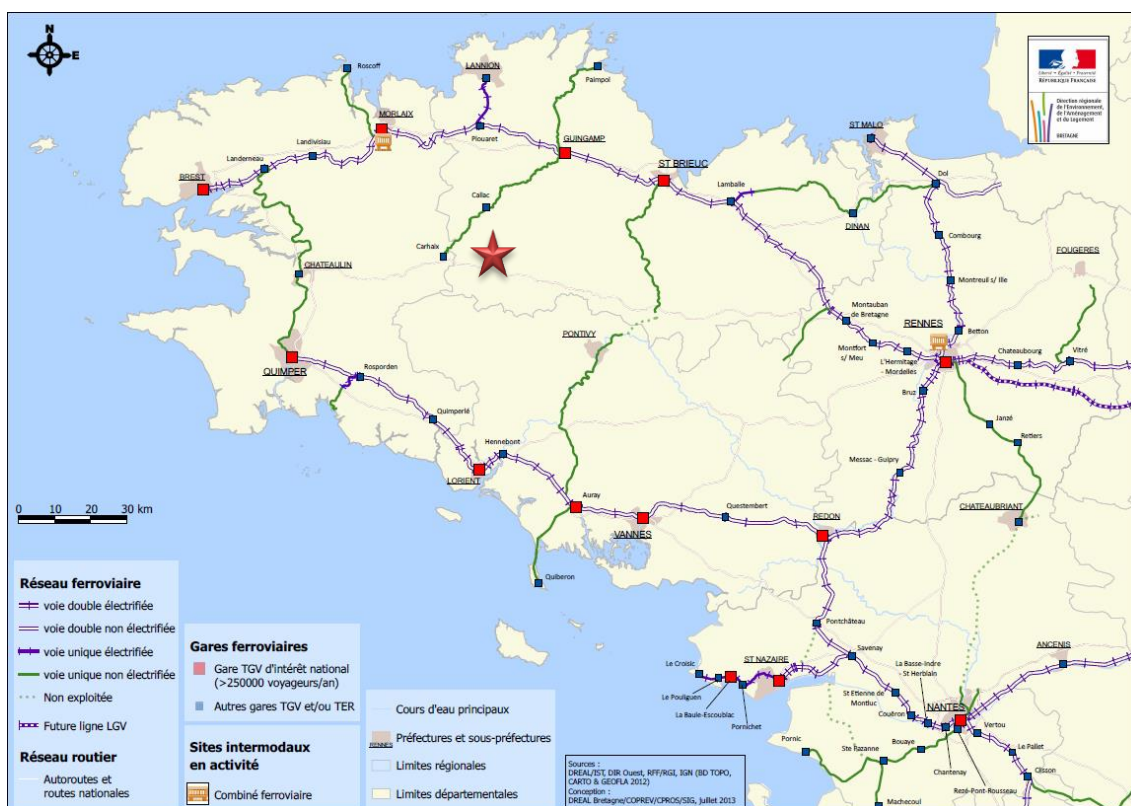 N
E
Roscoff
LANNION
Paimpol
MORLAIX
ST MALO
Landivisiau
Plouaret
GUINGAMP
Landerneau
ST BRIEUC
BREST
Lamballe
Dol
Callac
DINAN
Combourg
Carhaix
FOUGERES
CHATEAULIN
Montreuil s/ Ille
Montauban
de Bretagne
PONTIVY
RENNES
Betton
Montfort
s/ Meu
Chateaubourg
Vitré
L'Hermitage
- Mordelles
QUIMPER
Rosporden
Bruz
Quimperlé
Janzé
Hennebont
Retiers
Messac - Guipry
LORIENT
Auray
Questembert
CHATEAUBRIANT
VANNES
REDON
Quiberon
Pontchâteau
ANCENIS
Savenay
ST NAZAIRE
La Basse-Indre
- St Herblain
Le Croisic
Le Pouliguen
St Etienne de
Montluc
NANTES
La Baule-Escoublac
Couëron
Pornichet
Vertou
Pornic
Ste Pazanne
Bouaye
Le Pallet
Chantenay
Clisson
Rezé-Pont-Rousseau
Machecoul
Liberté • Égalité • Fraternité
RÉPUBLIQUE FRANÇAISE
Direction régionale
de l'Environnement,
de l'Aménagement
et du Logement
BRETAGNE
0 10 20 30 km
Réseau ferroviaire
voie double électrifiée
voie double non électrifiée
voie unique électrifiée
voie unique non électrifiée
Non exploitée
Future ligne LGV
Réseau routier
Autoroutes et
routes nationales
Gares ferroviaires
Gare TGV d'intérêt national
(>250000 voyageurs/an)
Autres gares TGV et/ou TER
Sites intermodaux
en activité
Combiné ferroviaire
Cours d'eau principaux
RENNES
Préfectures et sous-préfectures
Limites régionales
Limites départementales
Sources :
DREAL/IST, DIR Ouest, RFF/RGI, IGN (BD TOPO,
CARTO & GEOFLA 2012)
Conception :
DREAL Bretagne/COPREV/CPROS/SIG, juillet 2013